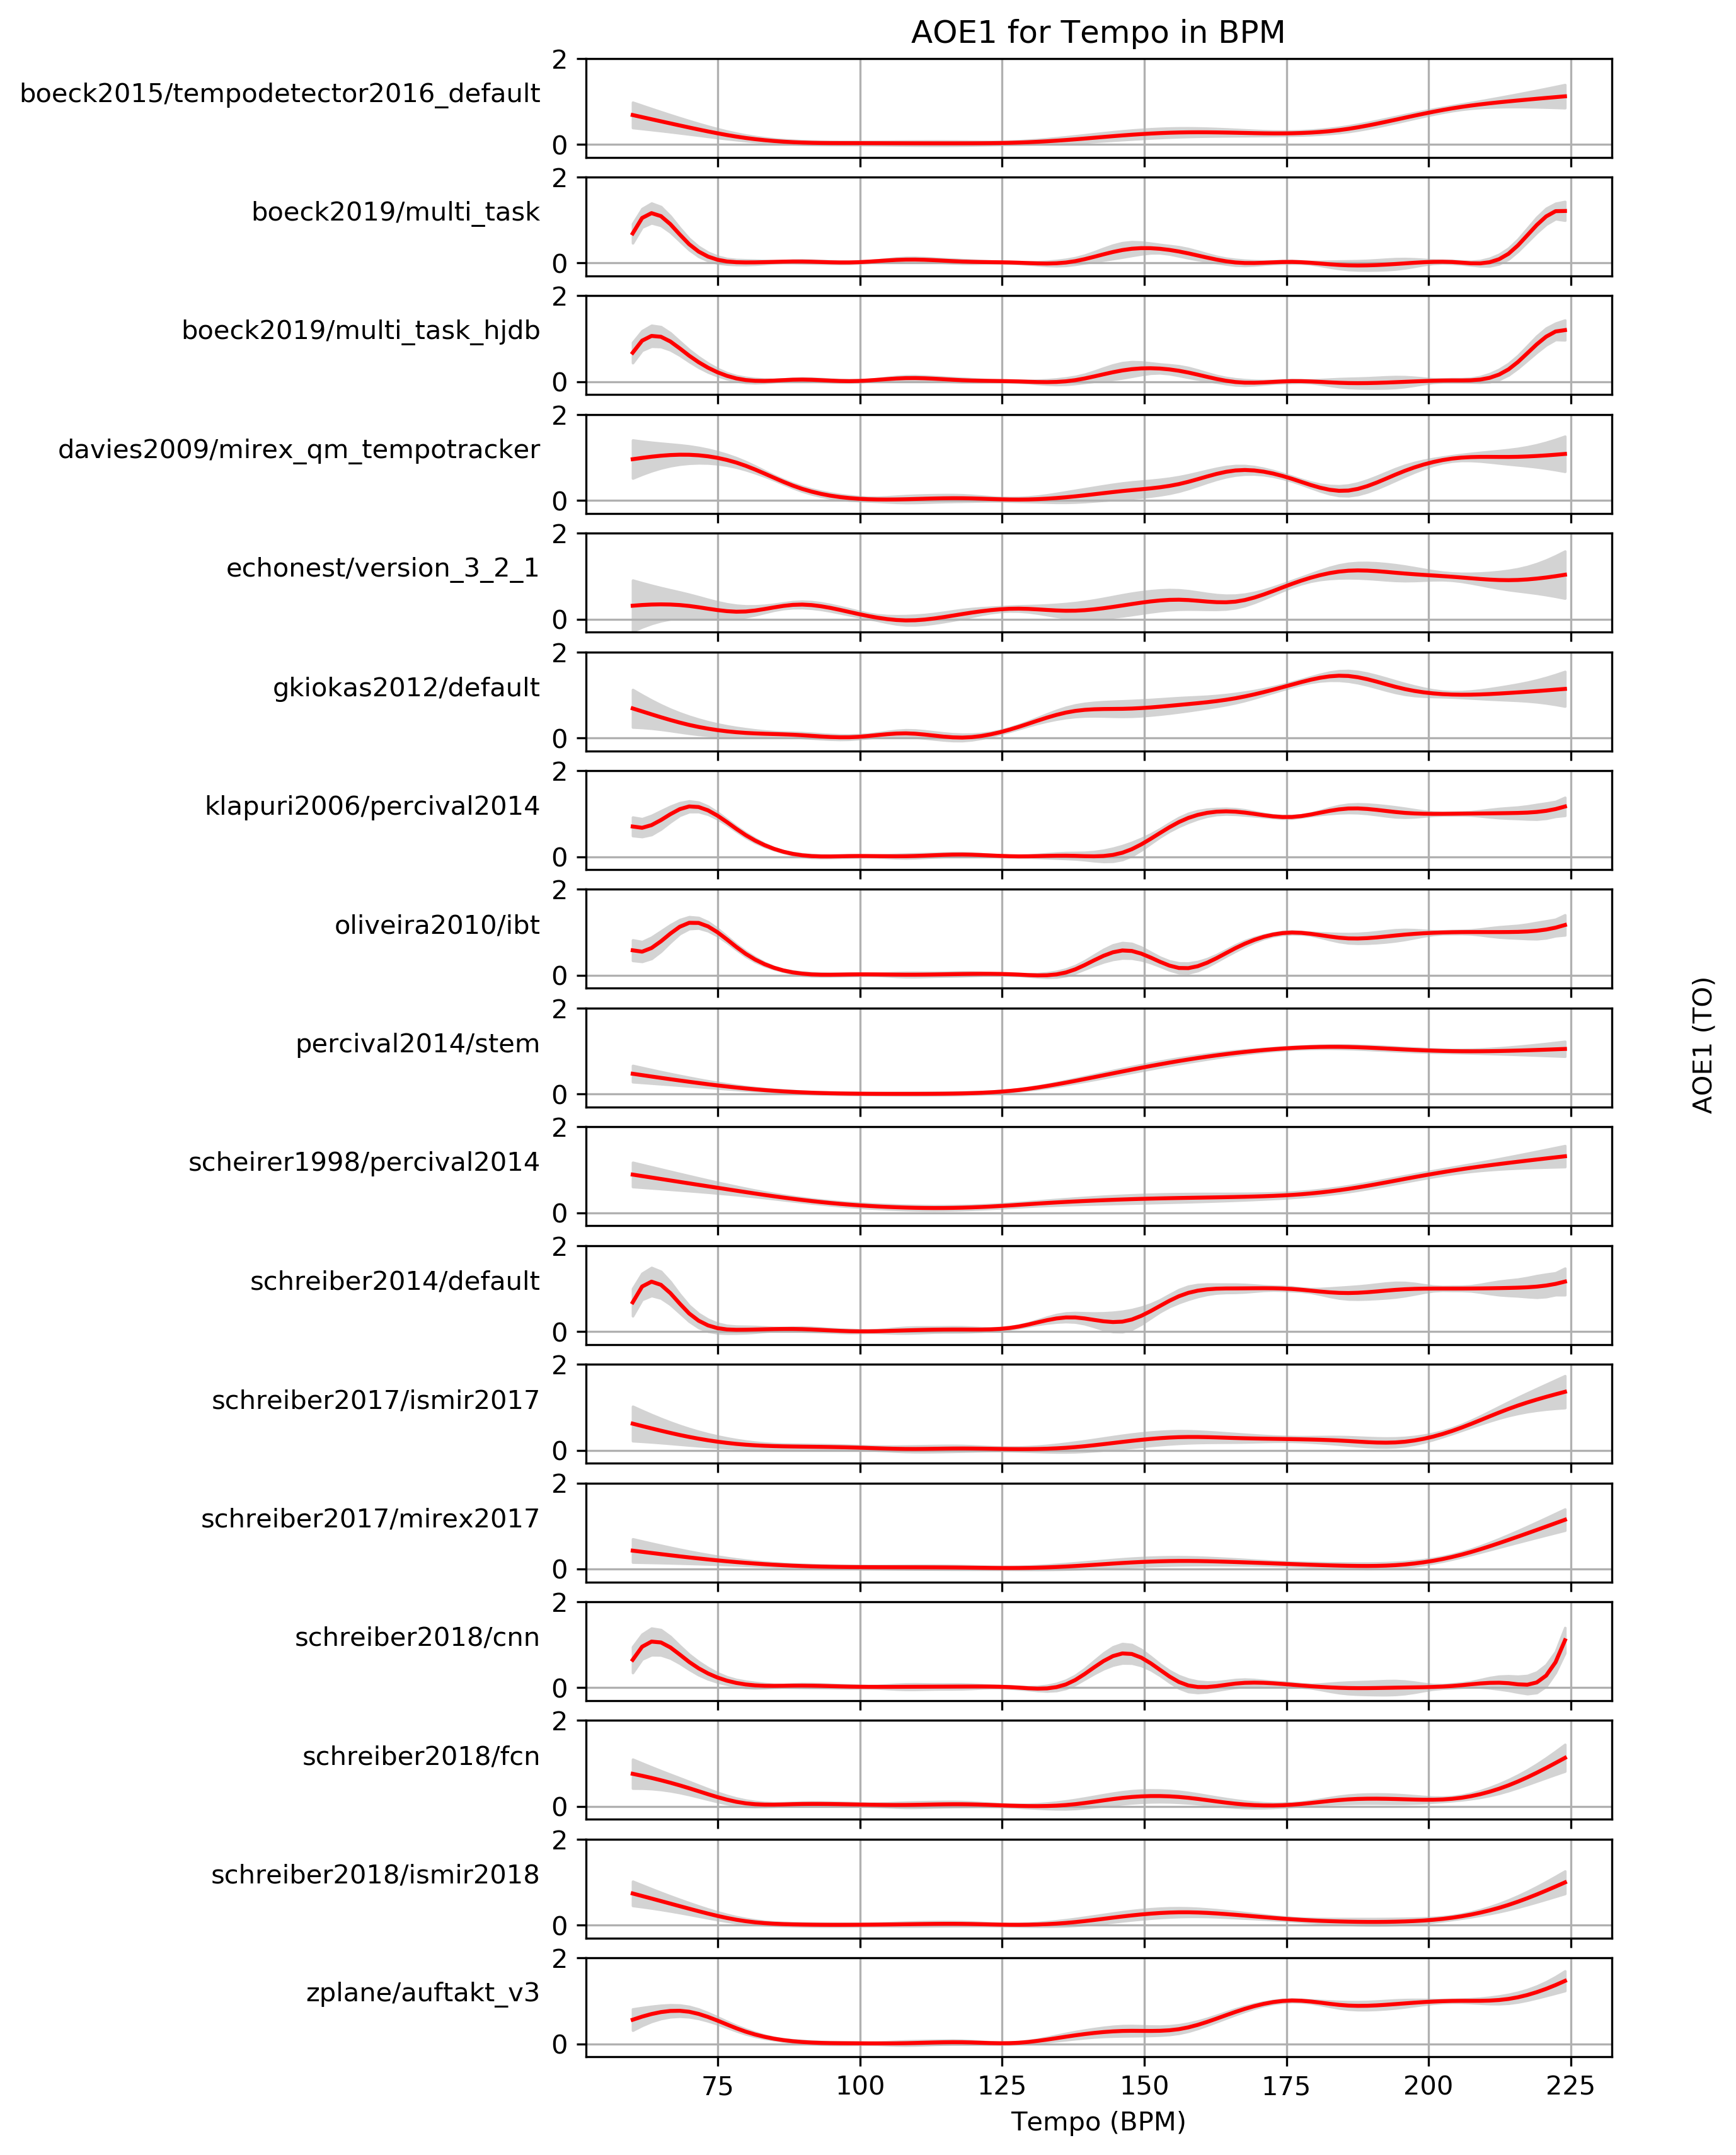 AOE1 for Tempo in BPM
boeck2015/tempodetector2016_default
2
0
boeck2019/multi_task
2
0
boeck2019/multi_task_hjdb
2
0
davies2009/mirex_qm_tempotracker
2
0
echonest/version_3_2_1
2
0
gkiokas2012/default
2
0
klapuri2006/percival2014
2
0
oliveira2010/ibt
2
0
percival2014/stem
2
0
scheirer1998/percival2014
2
0
schreiber2014/default
2
0
schreiber2017/ismir2017
2
0
schreiber2017/mirex2017
2
0
schreiber2018/cnn
2
0
schreiber2018/fcn
2
0
schreiber2018/ismir2018
2
0
zplane/auftakt_v3
2
0
75 100 125 150 175 200 225
Tempo (BPM)
AOE1 (TO)